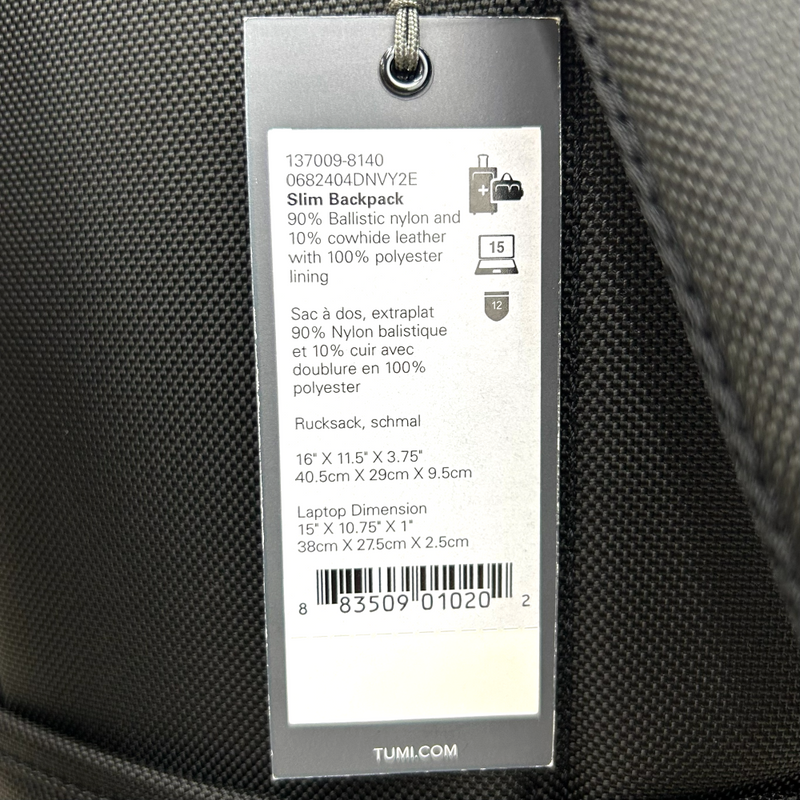 137009-8140
0682404DNVY2E
Slim Backpack
90% Ballistic nylon and
10% cowhide leather
with 100% polyester
lining
15
12
Sac à dos, extraplat
90% Nylon balistique
et 10% cuir avec
doublure en 100%
polyester
Rucksack, schmal
16" X 11.5" X 3.75"
40.5cm X 29cm X 9.5cm
Laptop Dimension
15" X 10.75" X 1"
38cm X 27.5cm X 2.5cm
8 83509 01020 2
TUMI.COM